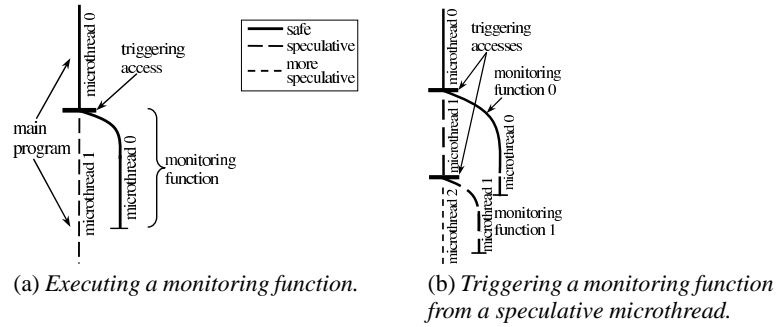 microthread 0
triggering
access
main
program
microthread 1
microthread 0
monitoring
function
safe
speculative
more
speculative
(a) Executing a monitoring function.
microthread 0
triggering
accesses
monitoring
function 0
microthread 1
microthread 0
microthread 2
microthread 1
monitoring
function 1
(b) Triggering a monitoring function
from a speculative microthread.